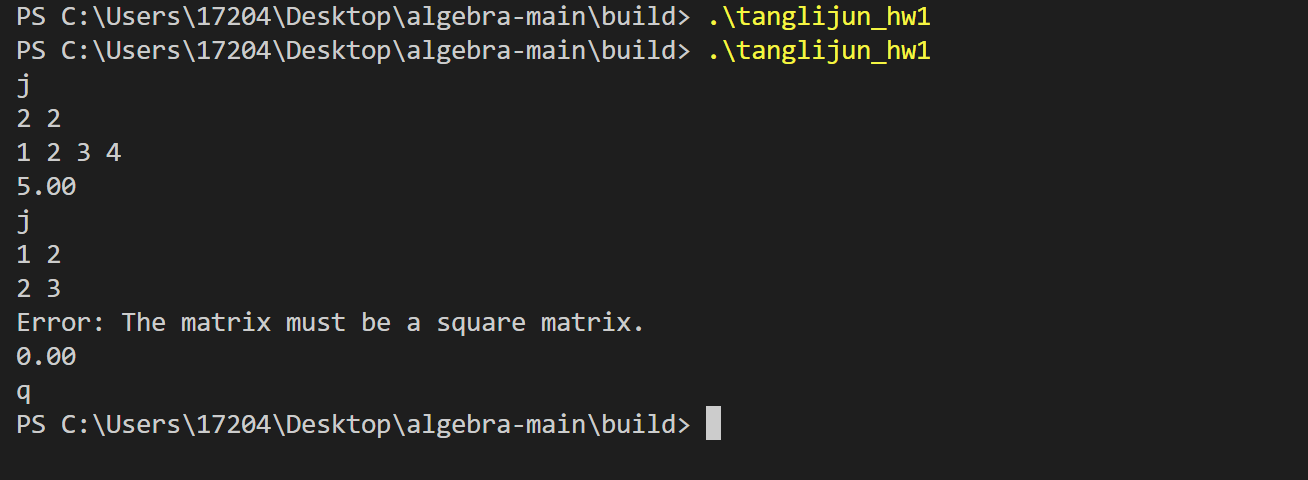 PS C:\Users\17204\Desktop\algebra-main\build> .\tanglijun_hw1
PS C:\Users\17204\Desktop\algebra-main\build> .\tanglijun_hw1
j
2 2
1 2 3 4
5.00
j
1 2
2 3
Error: The matrix must be a square matrix.
0.00
q
PS C:\Users\17204\Desktop\algebra-main\build>